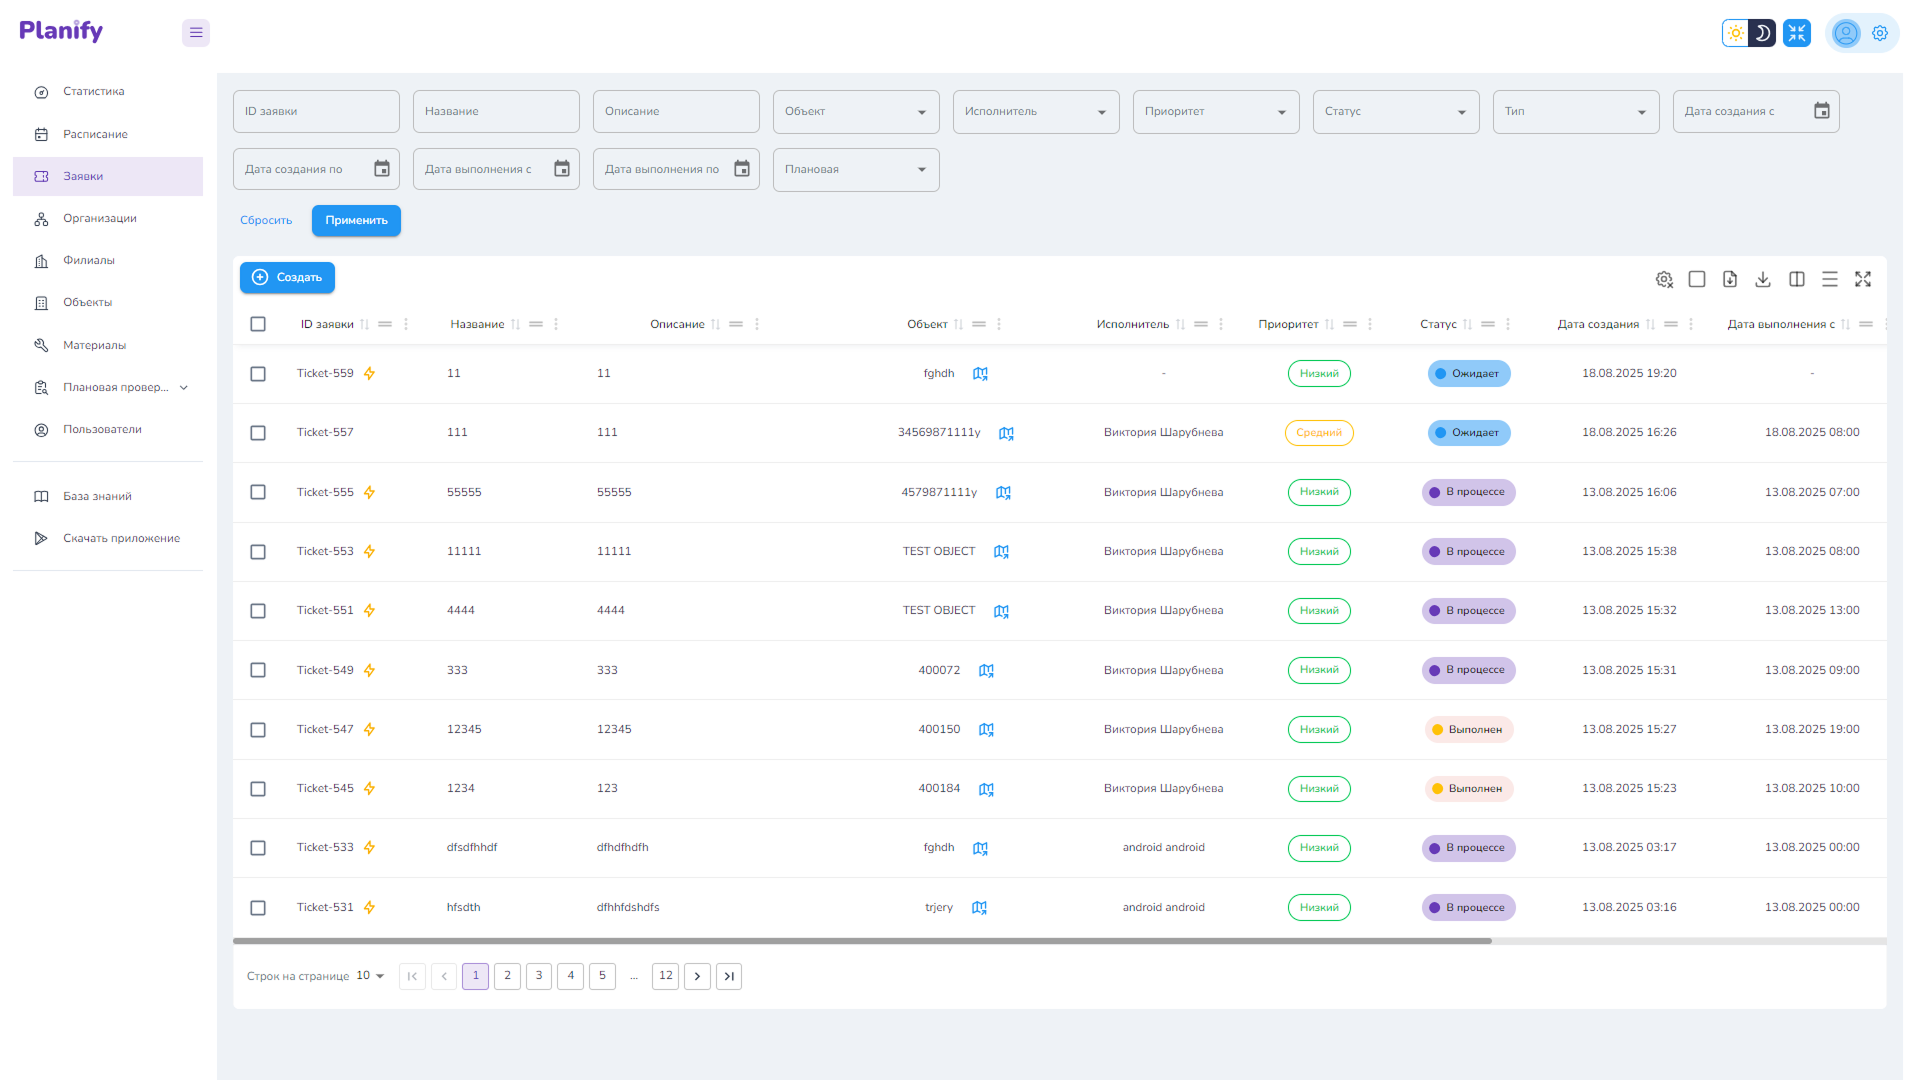 Planify
Статистика
Расписание
Заявки
Организации
Филиалы
Объекты
Материалы
Плановая провер...
Пользователи
База знаний
Скачать приложение
ID заявки Название Описание Объект Исполнитель Приоритет Статус Тип Дата создания с
Дата создания по Дата выполнения с Дата выполнения по Плановая
Сбросить Применить
Создать
ID заявки Название Описание Объект Исполнитель Приоритет Статус Дата создания Дата выполнения с
Ticket-559 11 11 fghdh - Низкий Ожидает 18.08.2025 19:20 -
Ticket-557 111 111 34569871111y Виктория Шарубнева Средний Ожидает 18.08.2025 16:26 18.08.2025 08:00
Ticket-555 55555 55555 4579871111y Виктория Шарубнева Низкий В процессе 13.08.2025 16:06 13.08.2025 07:00
Ticket-553 11111 11111 TEST OBJECT Виктория Шарубнева Низкий В процессе 13.08.2025 15:38 13.08.2025 08:00
Ticket-551 4444 4444 TEST OBJECT Виктория Шарубнева Низкий В процессе 13.08.2025 15:32 13.08.2025 13:00
Ticket-549 333 333 400072 Виктория Шарубнева Низкий В процессе 13.08.2025 15:31 13.08.2025 09:00
Ticket-547 12345 12345 400150 Виктория Шарубнева Низкий Выполнен 13.08.2025 15:27 13.08.2025 19:00
Ticket-545 1234 123 400184 Виктория Шарубнева Низкий Выполнен 13.08.2025 15:23 13.08.2025 10:00
Ticket-533 dfsdfhhdf dfhdfhdfh fghdh android android Низкий В процессе 13.08.2025 03:17 13.08.2025 00:00
Ticket-531 hfsdth dfhhfdshdfs trjery android android Низкий В процессе 13.08.2025 03:16 13.08.2025 00:00
Строк на странице 10 1 2 3 4 5 ... 12